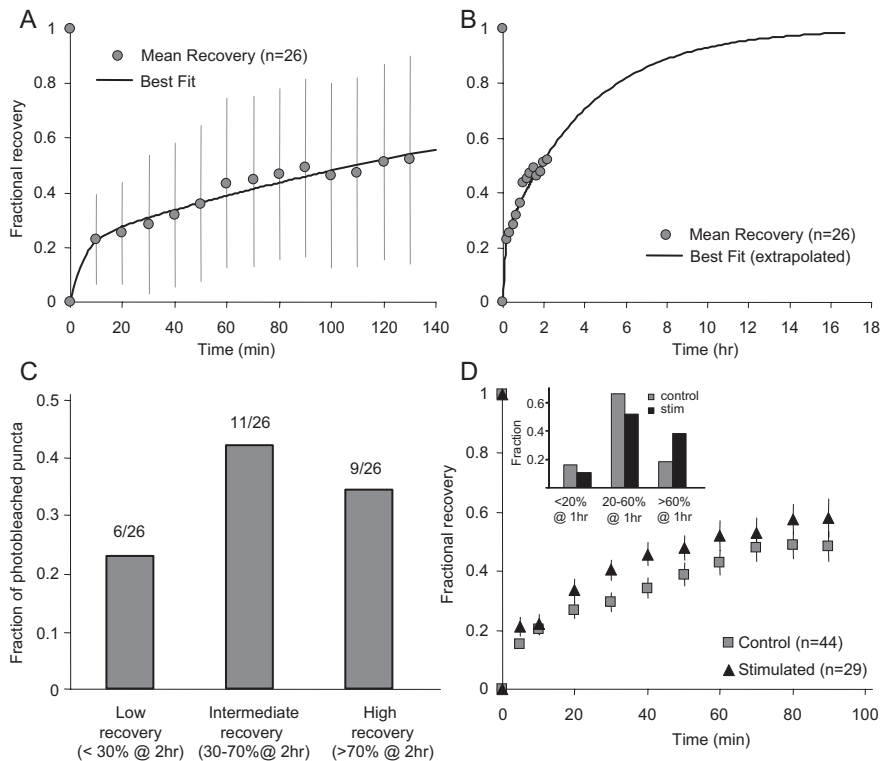 A
1
0.8
0.6
0.4
0.2
0
Fractional recovery
Mean Recovery (n=26)
Best Fit
0
20
40
60
80
100
120
140
Time (min)
B
1
0.8
0.6
0.4
0.2
0
Fractional recovery
Mean Recovery (n=26)
Best Fit (extrapolated)
0
2
4
6
8
10
12
14
16
18
Time (hr)
C
0.5
0.4
0.3
0.2
0.1
0
Fraction of photobleached puncta
6/26
11/26
9/26
Low
recovery
(< 30% @ 2hr)
Intermediate
recovery
(30-70%@ 2hr)
High
recovery
(>70% @ 2hr)
D
1
0.8
0.6
0.4
0.2
0
Fractional recovery
0.6
0.4
0.2
Fraction
control
stim
<20%
@ 1hr
20-60%
@ 1hr
>60%
@ 1hr
Control (n=44)
Stimulated (n=29)
0
20
40
60
80
100
Time (min)